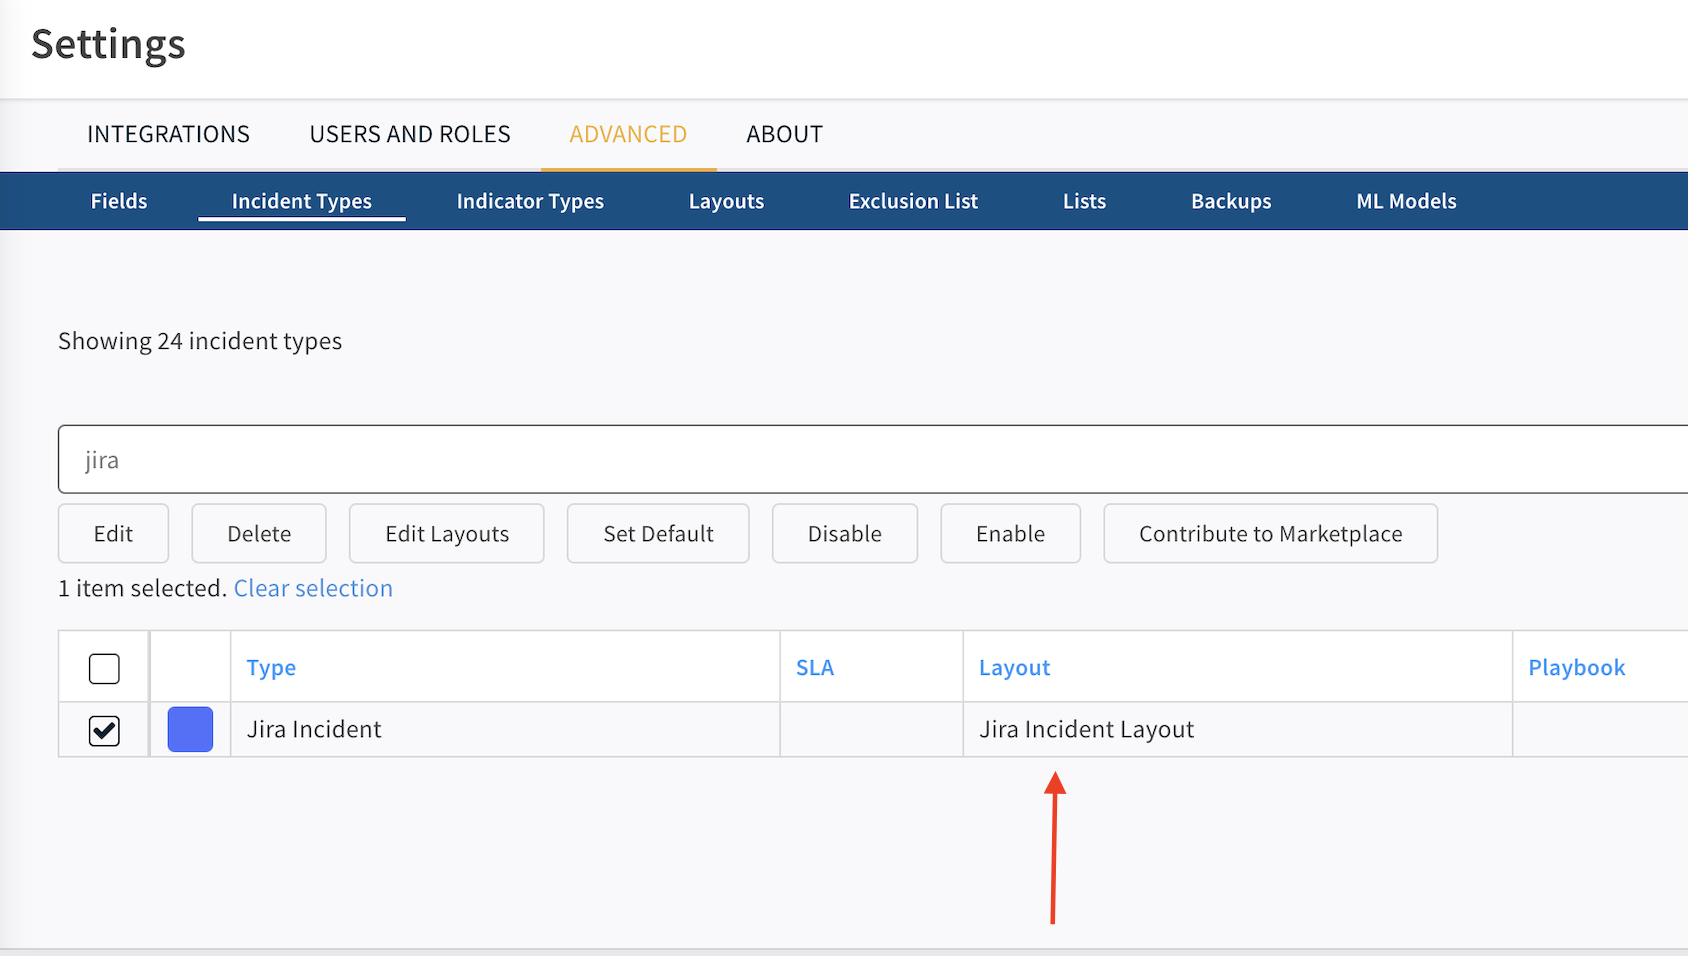 Settings
INTEGRATIONS USERS AND ROLES ADVANCED ABOUT
Fields Incident Types Indicator Types Layouts Exclusion List Lists Backups ML Models
Showing 24 incident types
jira
Edit Delete Edit Layouts Set Default Disable Enable Contribute to Marketplace
1 item selected. Clear selection
Type SLA Layout Playbook
Jira Incident Jira Incident Layout